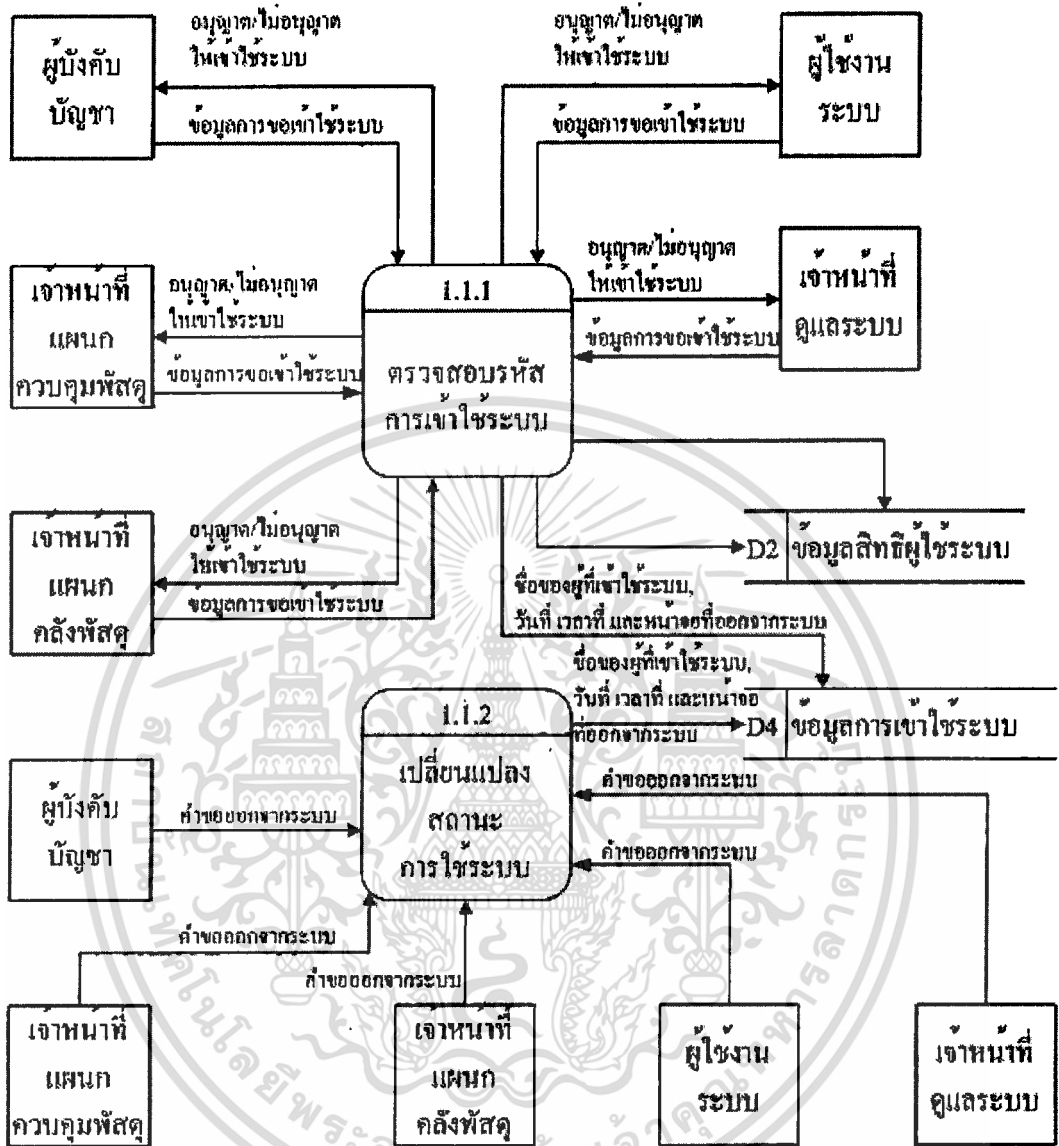 อนุญาต/ไม่อนุญาต
ให้เข้าใช้ระบบ
อนุญาต/ไม่อนุญาต
ให้เข้าใช้ระบบ
ผู้บังคับ
บัญชา
ผู้ใช้งาน
ระบบ
ข้อมูลการขอเข้าใช้ระบบ
ข้อมูลการขอเข้าใช้ระบบ
เจ้าหน้าที่
แผนก
ควบคุมพัสดุ
อนุญาต/ไม่อนุญาต
ให้เข้าใช้ระบบ
ข้อมูลการขอเข้าใช้ระบบ
1.1.1
ตรวจสอบรหัส
การเข้าใช้ระบบ
อนุญาต/ไม่อนุญาต
ให้เข้าใช้ระบบ
ข้อมูลการขอเข้าใช้ระบบ
เจ้าหน้าที่
ดูแลระบบ
เจ้าหน้าที่
แผนก
คลังพัสดุ
อนุญาต/ไม่อนุญาต
ให้เข้าใช้ระบบ
ข้อมูลการขอเข้าใช้ระบบ
D2 ข้อมูลสิทธิผู้ใช้ระบบ
ชื่อของผู้ที่เข้าใช้ระบบ,
วันที่ เวลาที่ และหน้าจอที่ออกจากระบบ
ชื่อของผู้ที่เข้าใช้ระบบ,
วันที่ เวลาที่ และหน้าจอ
ที่ออกจากระบบ
D4 ข้อมูลการเข้าใช้ระบบ
1.1.2
เปลี่ยนแปลง
สถานะ
การใช้ระบบ
ผู้บังคับ
บัญชา
คำขอออกจากระบบ
คำขอออกจากระบบ
คำขอออกจากระบบ
คำขอออกจากระบบ
คำขอออกจากระบบ
เจ้าหน้าที่
แผนก
ควบคุมพัสดุ
เจ้าหน้าที่
แผนก
คลังพัสดุ
ผู้ใช้งาน
ระบบ
เจ้าหน้าที่
ดูแลระบบ